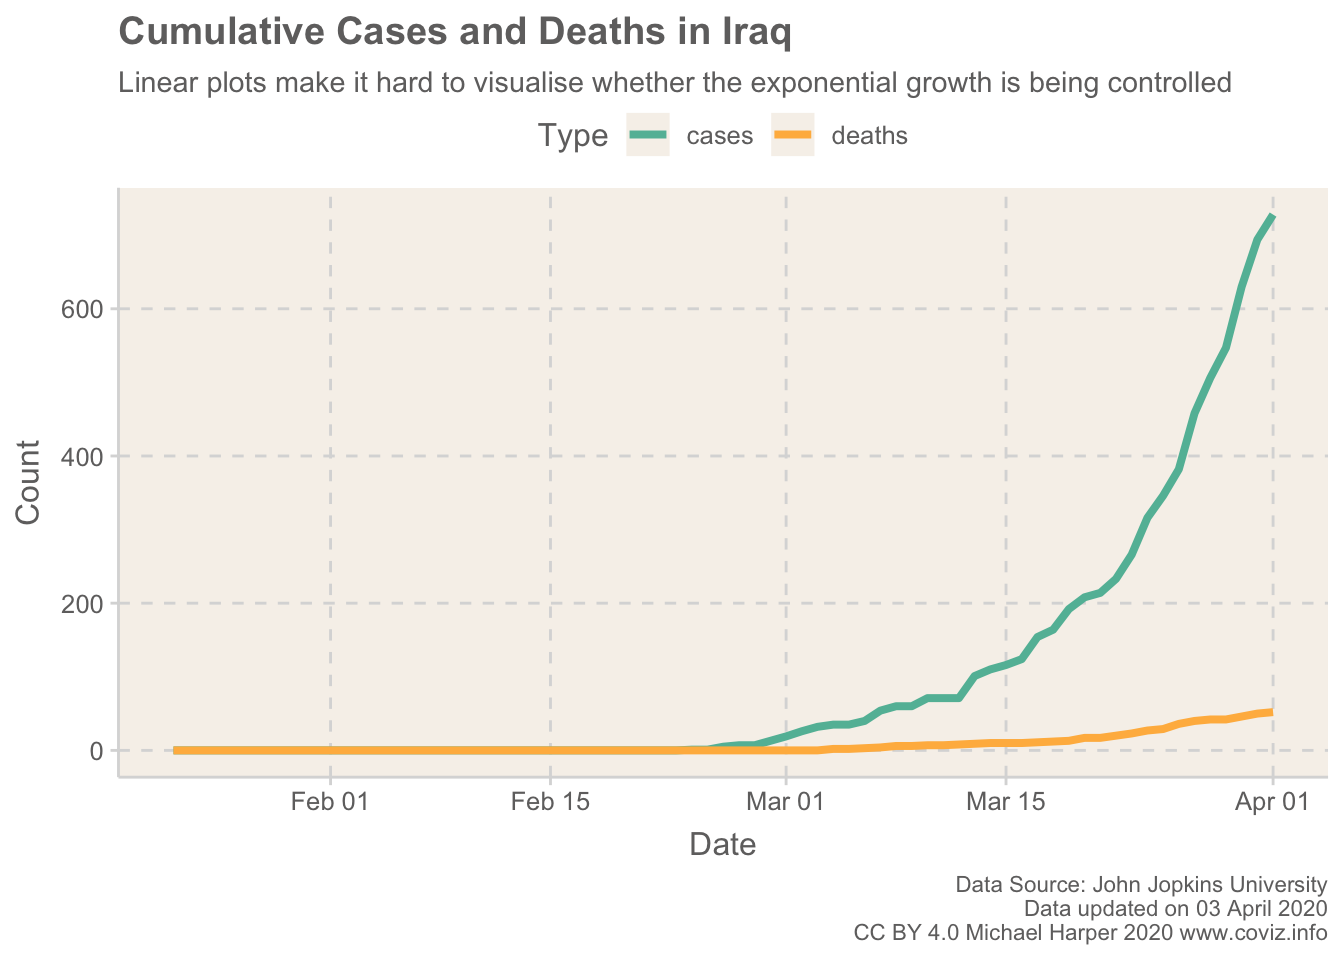 Cumulative Cases and Deaths in Iraq
Linear plots make it hard to visualise whether the exponential growth is being controlled
Type cases deaths
Count
600
400
200
0
Feb 01 Feb 15 Mar 01 Mar 15 Apr 01
Date
Data Source: John Jopkins University
Data updated on 03 April 2020
CC BY 4.0 Michael Harper 2020 www.coviz.info